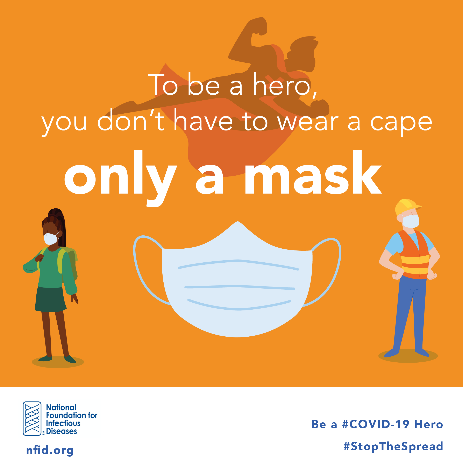 To be a hero,
you don't have to wear a cape
only a mask
National
Foundation for
Infectious
Diseases
nfid.org
Be a #COVID-19 Hero
#StopTheSpread